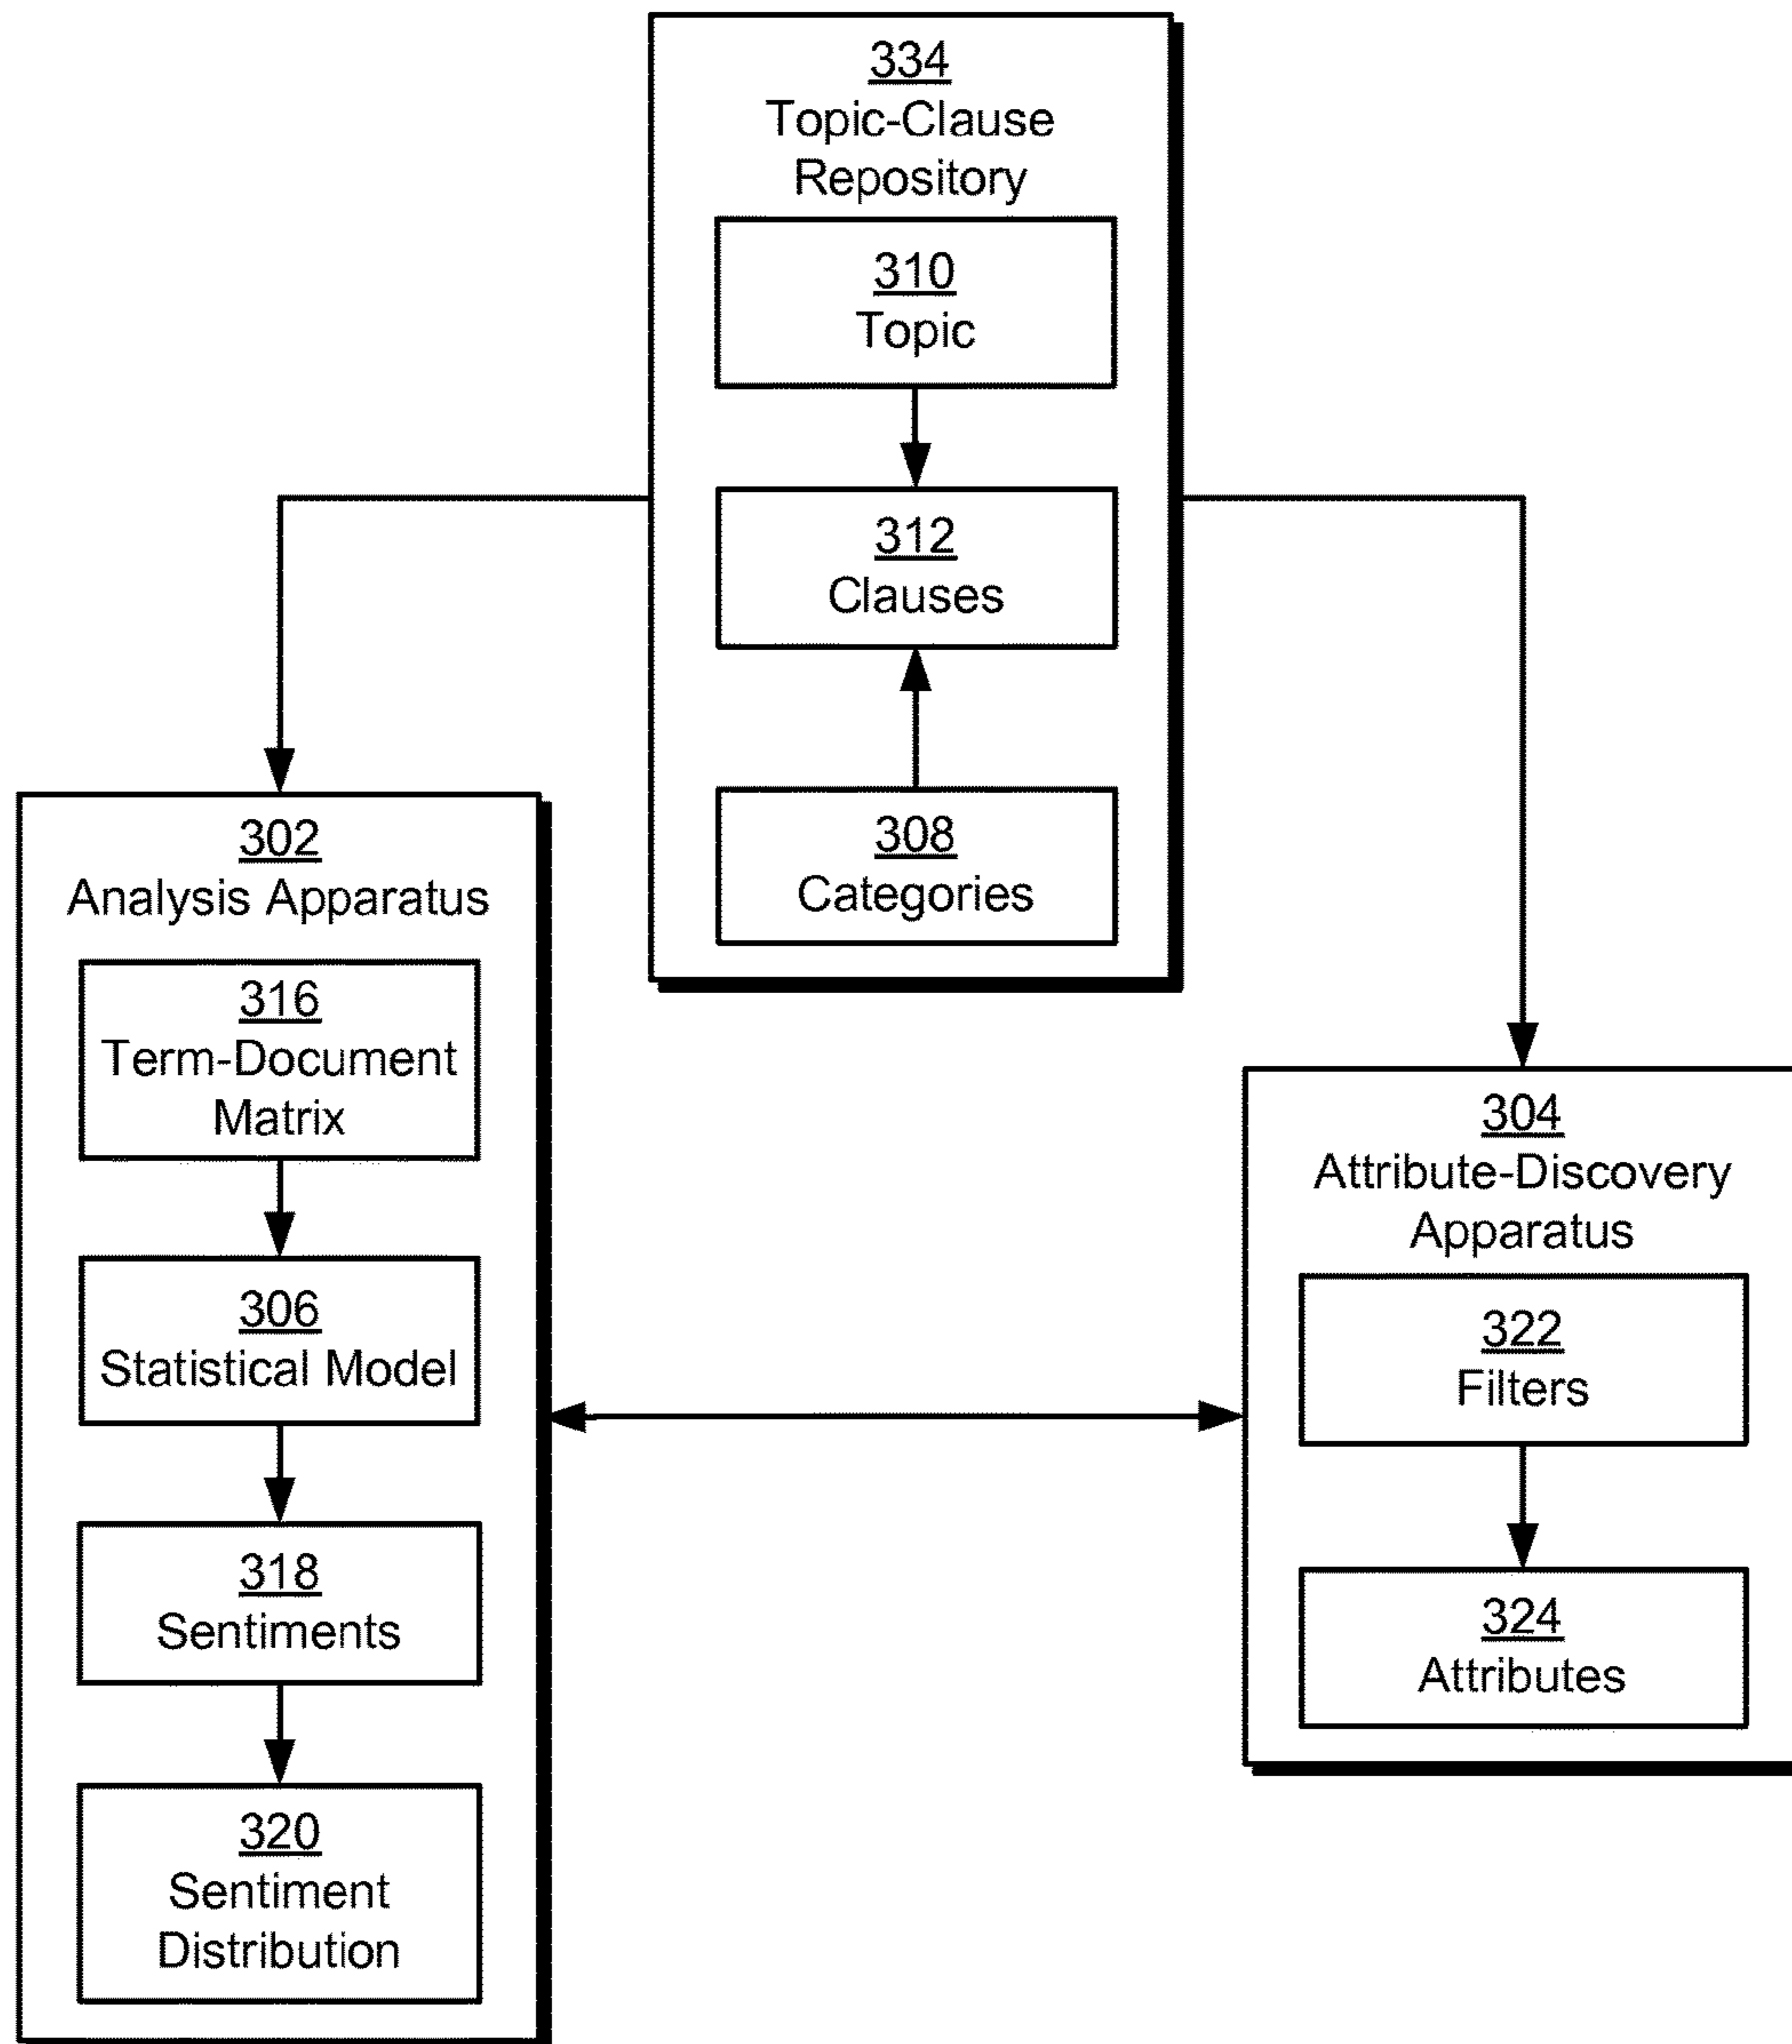 334
Topic-Clause
Repository
310
Topic
312
Clauses
308
Categories
302
Analysis Apparatus
316
Term-Document
Matrix
306
Statistical Model
318
Sentiments
320
Sentiment
Distribution
304
Attribute-Discovery
Apparatus
322
Filters
324
Attributes